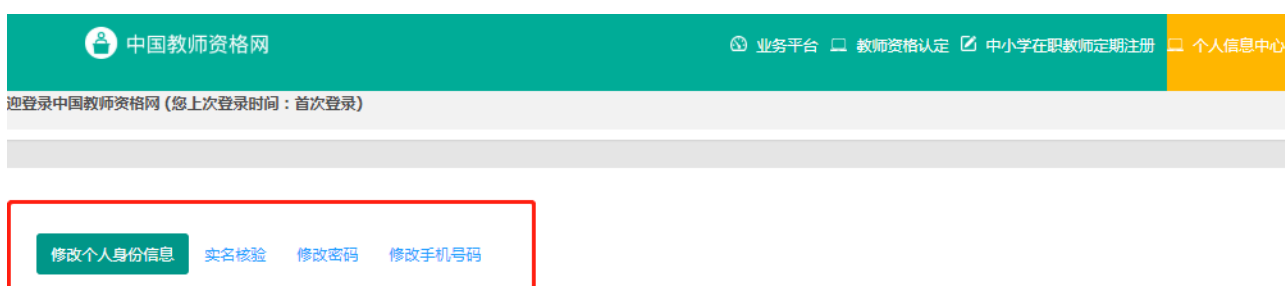 中国教师资格网 业务平台 教师资格认定 中小学在职教师定期注册 个人信息中心
迎登录中国教师资格网 (您上次登录时间：首次登录)
修改个人身份信息 实名核验 修改密码 修改手机号码